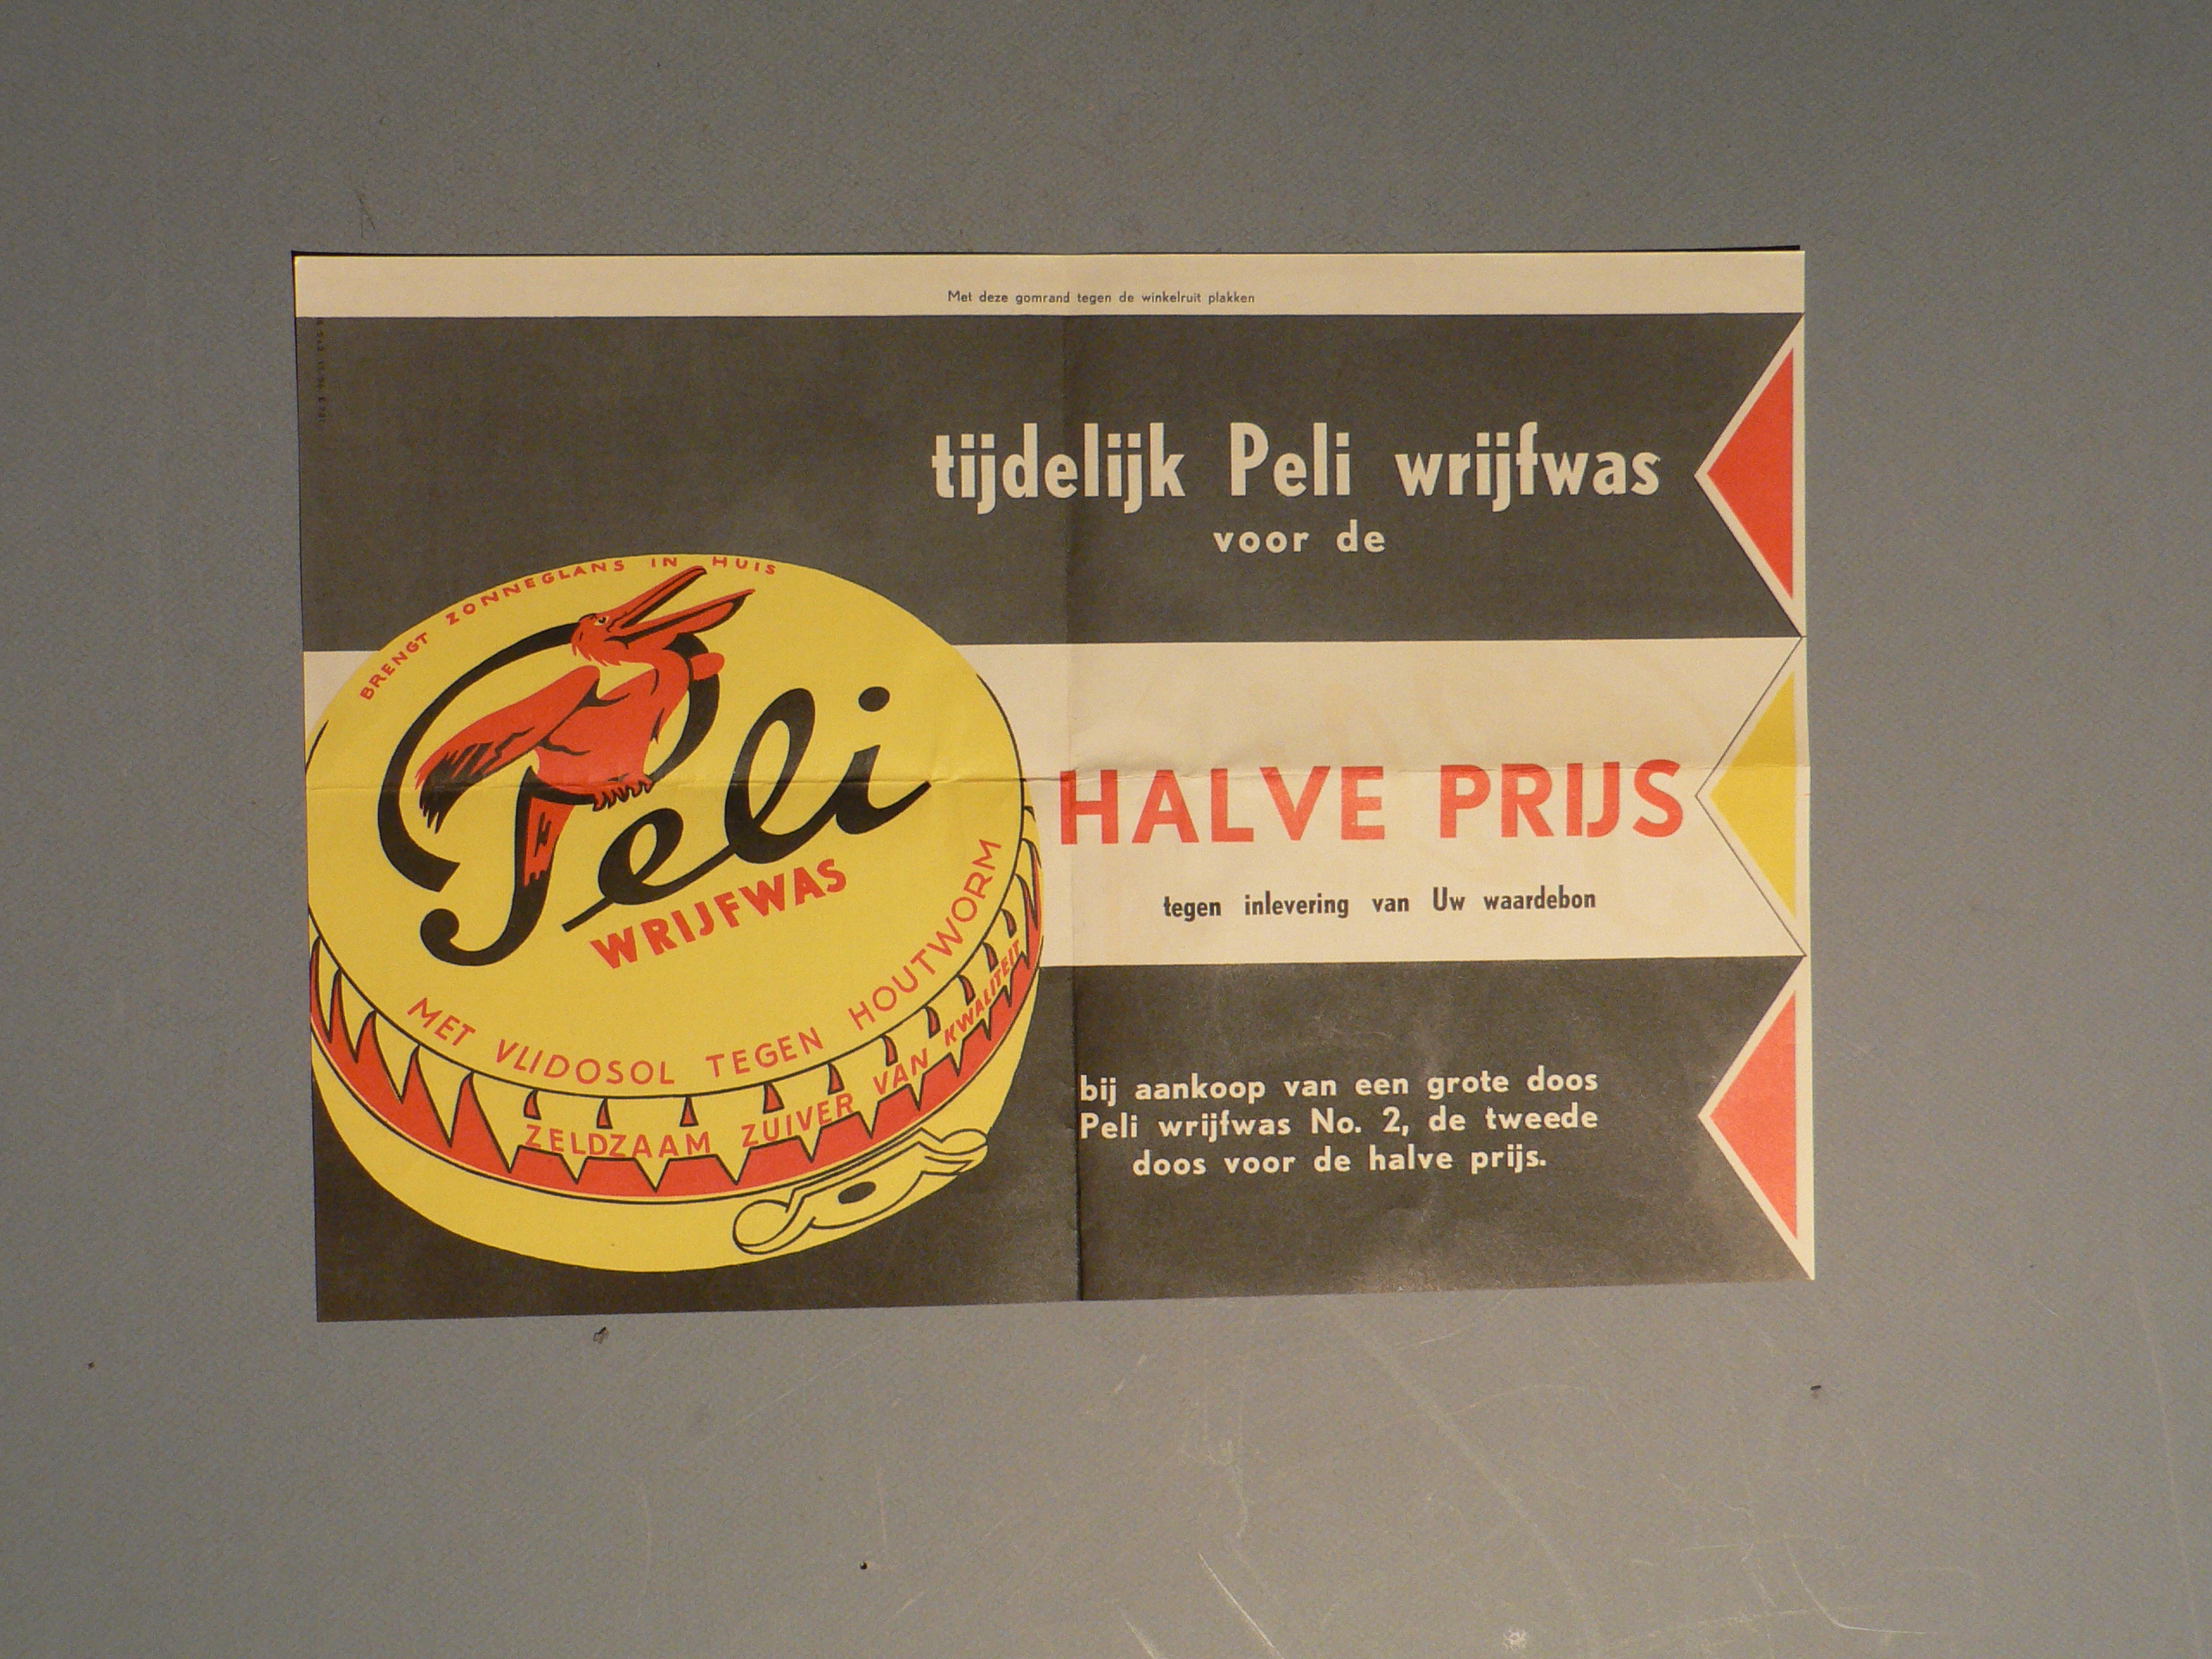 Met deze gomrand tegen de winkelruit plakken
tijdelijk Peli wrijfwas
voor de
BRENGT ZONNEGLANS IN HUIS
Peli
WRIJFWAS
MET VLIDOSOL TEGEN HOUTWORM
ZELDZAAM ZUIVER VAN KWALITEIT
HALVE PRIJS
tegen inlevering van Uw waardebon
bij aankoop van een grote doos
Peli wrijfwas No. 2, de tweede
doos voor de halve prijs.